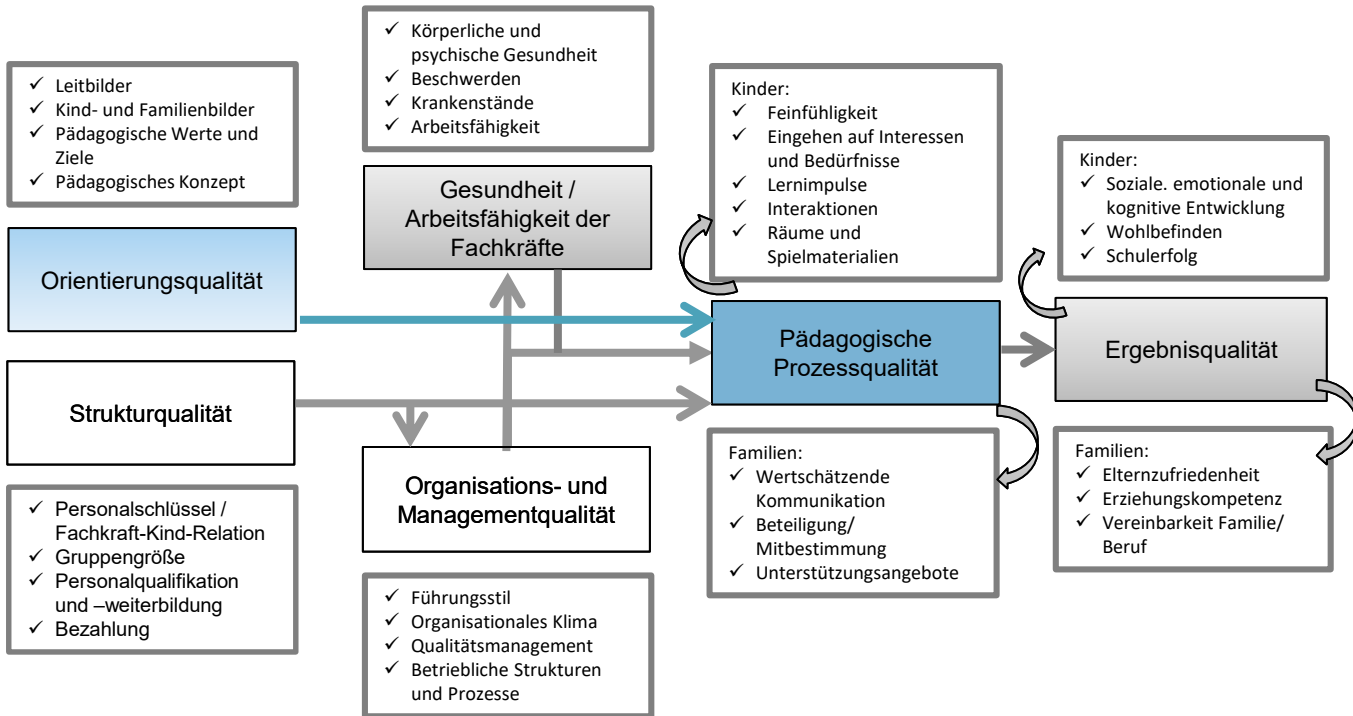 Leitbilder
Kind- und Familienbilder
Pädagogische Werte und
Ziele
Pädagogisches Konzept
Orientierungsqualität
Strukturqualität
Personalschlüssel /
Fachkraft-Kind-Relation
Gruppengröße
Personalqualifikation
und –weiterbildung
Bezahlung
Körperliche und
psychische Gesundheit
Beschwerden
Krankenstände
Arbeitsfähigkeit
Gesundheit /
Arbeitsfähigkeit der
Fachkräfte
Organisations- und
Managementqualität
Führungsstil
Organisationales Klima
Qualitätsmanagement
Betriebliche Strukturen
und Prozesse
Kinder:
Feinfühligkeit
Eingehen auf Interessen
und Bedürfnisse
Lernimpulse
Interaktionen
Räume und
Spielmaterialien
Pädagogische
Prozessqualität
Familien:
Wertschätzende
Kommunikation
Beteiligung/
Mitbestimmung
Unterstützungsangebote
Kinder:
Soziale. emotionale und
kognitive Entwicklung
Wohlbefinden
Schulerfolg
Ergebnisqualität
Familien:
Elternzufriedenheit
Erziehungskompetenz
Vereinbarkeit Familie/
Beruf